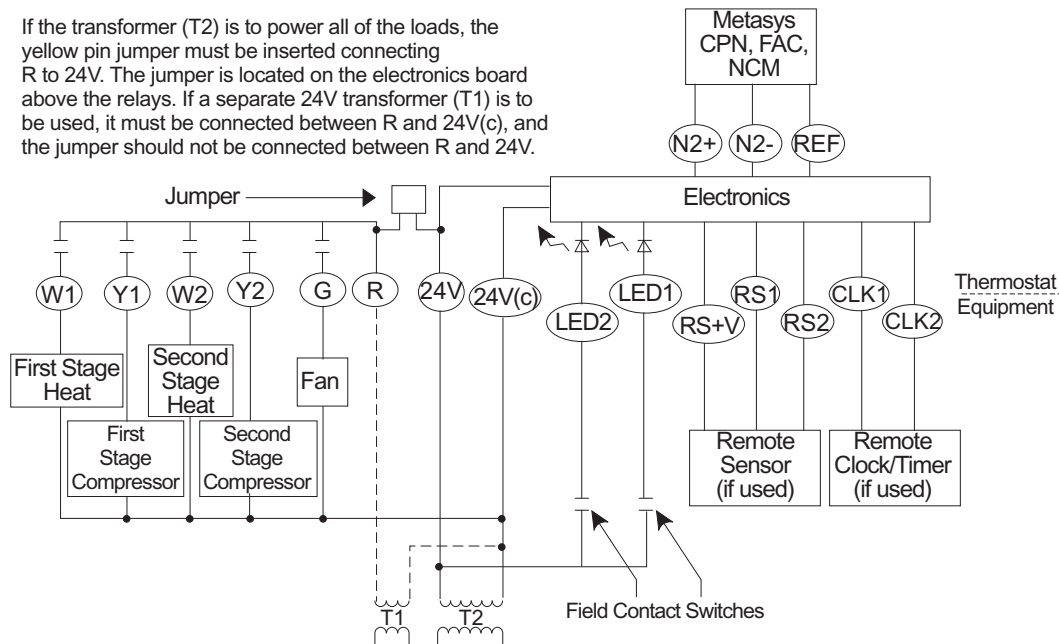 If the transformer (T2) is to power all of the loads, the
yellow pin jumper must be inserted connecting
R to 24V. The jumper is located on the electronics board
above the relays. If a separate 24V transformer (T1) is to
be used, it must be connected between R and 24V(c), and
the jumper should not be connected between R and 24V.
Metasys
CPN, FAC,
NCM
N2+ N2- REF
Jumper
Electronics
W1 Y1 W2 Y2 G R 24V 24V(c) LED2 LED1 RS+V RS1 RS2 CLK1 CLK2
Thermostat
Equipment
First Stage
Heat
Second
Stage
Heat
Fan
First
Stage
Compressor
Second
Stage
Compressor
Remote
Sensor
(if used)
Remote
Clock/Timer
(if used)
T1 T2
Field Contact Switches